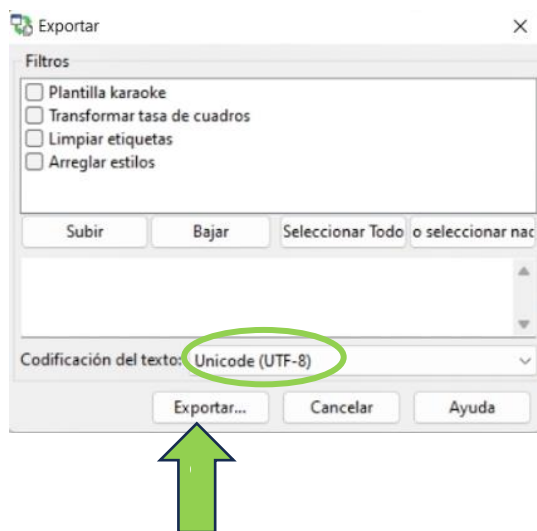 Exportar
Filtros
Plantilla karaoke
Transformar tasa de cuadros
Limpiar etiquetas
Arreglar estilos
Subir Bajar Seleccionar Todo o seleccionar nac
Codificación del texto: Unicode (UTF-8)
Exportar... Cancelar Ayuda